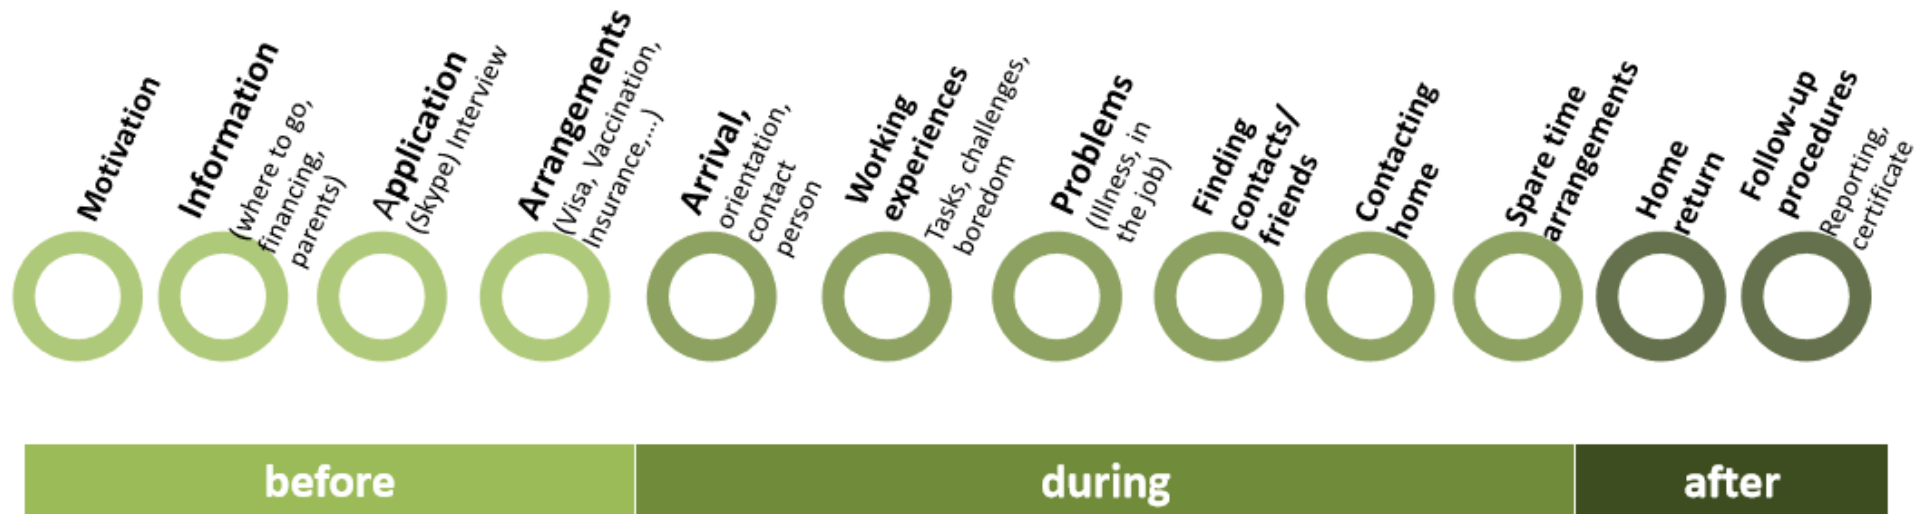 Motivation
Information
(where to go,
financing,
parents)
Application
(Skype) Interview
Arrangements
(Visa, Vaccination,
Insurance,...)
Arrival,
orientation,
contact
person
Working
experiences
Tasks, challenges,
boredom
Problems
(Illness, in
the job)
Finding
contacts/
friends
Contacting
home
Spare time
arrangements
Home
return
Follow-up
procedures
Reporting,
certificate
before
during
after